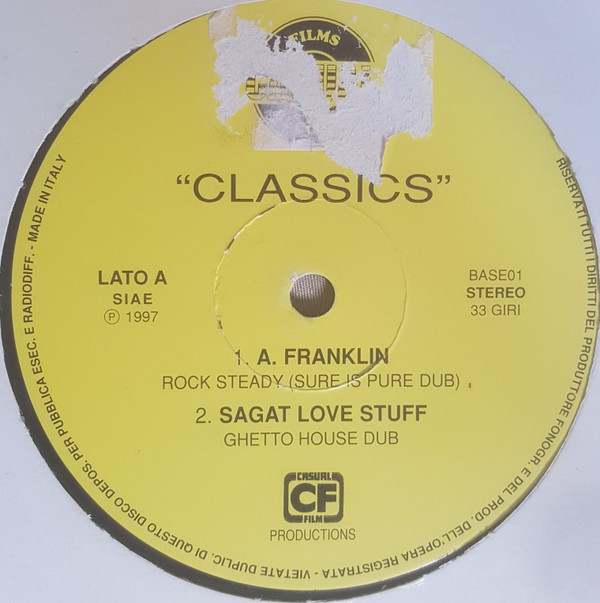 FILMS
“CLASSICS”
LATO A
SIAE
Ⓟ 1997
BASE01
STEREO
33 GIRI
1. A. FRANKLIN
ROCK STEADY (SURE IS PURE DUB)
2. SAGAT LOVE STUFF
GHETTO HOUSE DUB
CASUAL
CF
FILM
PRODUCTIONS
RISERVATI TUTTI I DIRITTI DEL PRODUTTORE FONOGR. E DEL PROD. DELL'OPERA REGISTRATA - VIETATE DUPLIC. DI QUESTO DISCO DEPOS. PER PUBBLICA ESEC. E RADIODIFF. - MADE IN ITALY